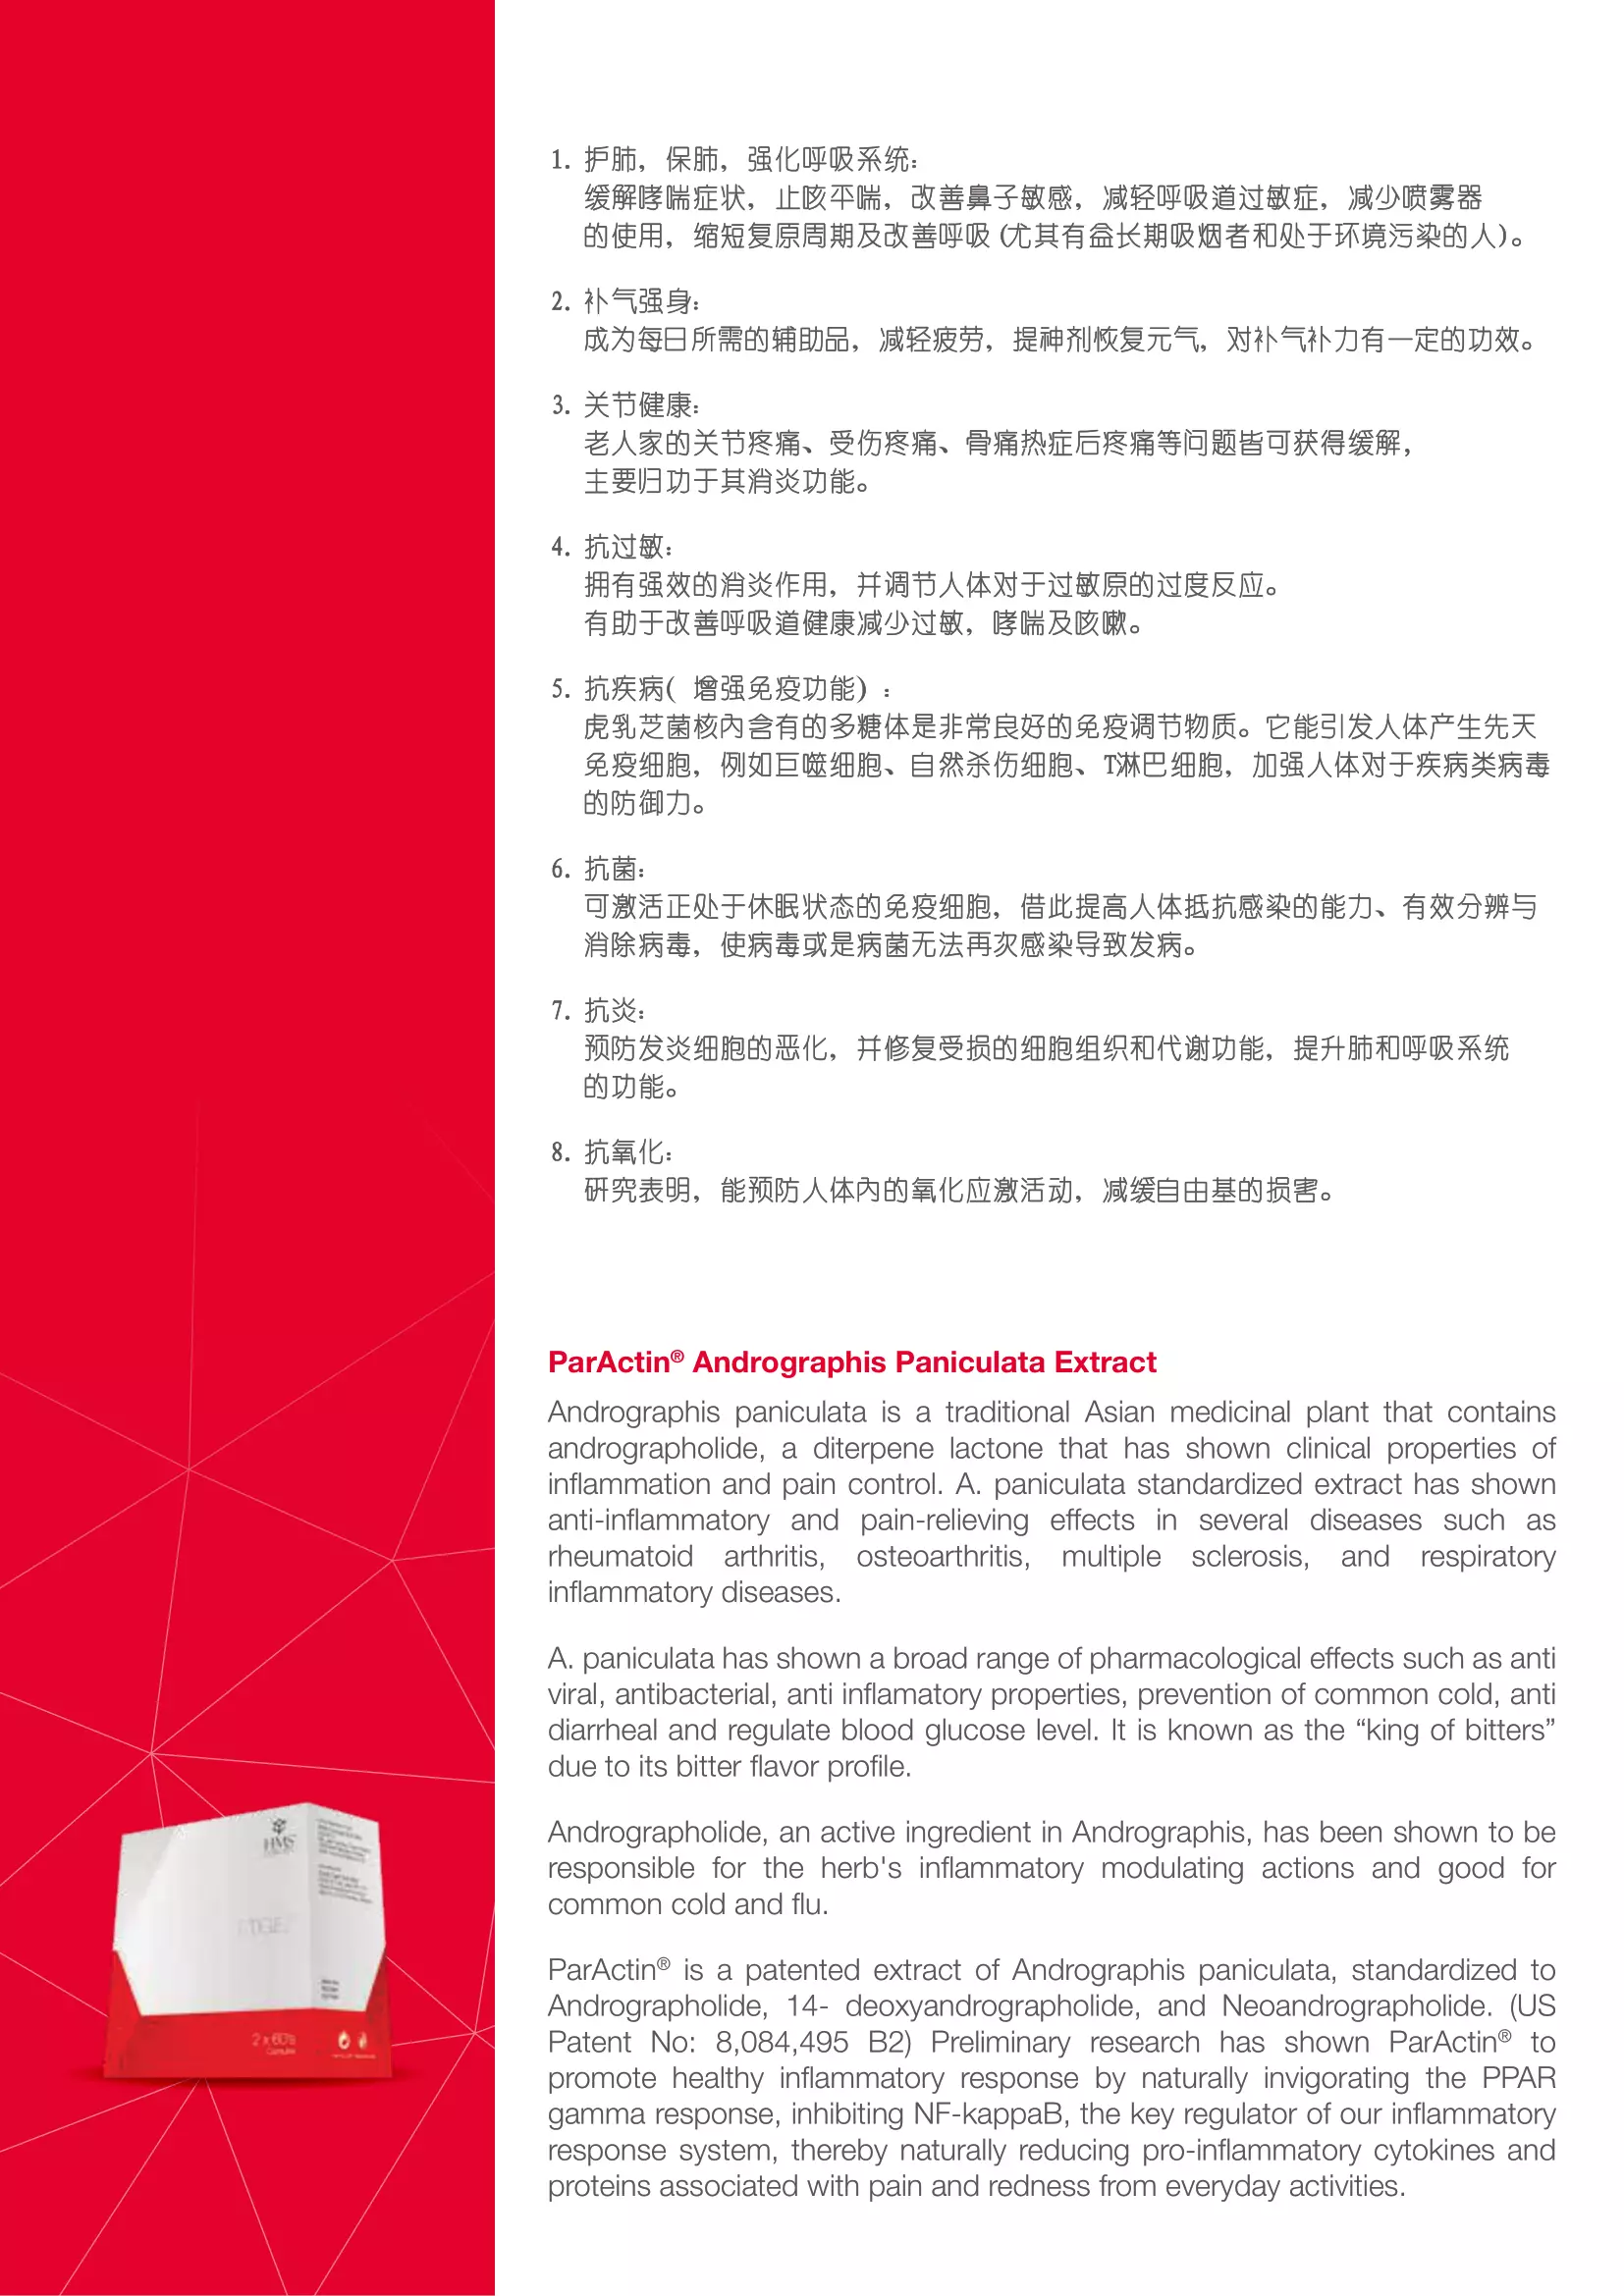 1. 护肺，保肺，强化呼吸系统：
缓解哮喘症状，止咳平喘，改善鼻子敏感，减轻呼吸道过敏症，减少喷雾器
的使用，缩短复原周期及改善呼吸 (尤其有益长期吸烟者和处于环境污染的人)。
2. 补气强身：
成为每日所需的辅助品，减轻疲劳，提神剂恢复元气，对补气补力有一定的功效。
3. 关节健康：
老人家的关节疼痛、受伤疼痛、骨痛热症后疼痛等问题皆可获得缓解，
主要归功于其消炎功能。
4. 抗过敏：
拥有强效的消炎作用，并调节人体对于过敏原的过度反应。
有助于改善呼吸道健康减少过敏，哮喘及咳嗽。
5. 抗疾病( 增强免疫功能) ：
虎乳芝菌核内含有的多糖体是非常良好的免疫调节物质。它能引发人体产生先天
免疫细胞，例如巨噬细胞、自然杀伤细胞、T淋巴细胞，加强人体对于疾病类病毒
的防御力。
6. 抗菌：
可激活正处于休眠状态的免疫细胞，借此提高人体抵抗感染的能力、有效分辨与
消除病毒，使病毒或是病菌无法再次感染导致发病。
7. 抗炎：
预防发炎细胞的恶化，并修复受损的细胞组织和代谢功能，提升肺和呼吸系统
的功能。
8. 抗氧化：
研究表明，能预防人体内的氧化应激活动，减缓自由基的损害。
ParActin® Andrographis Paniculata Extract
Andrographis paniculata is a traditional Asian medicinal plant that contains
andrographolide, a diterpene lactone that has shown clinical properties of
inflammation and pain control. A. paniculata standardized extract has shown
anti-inflammatory and pain-relieving effects in several diseases such as
rheumatoid arthritis, osteoarthritis, multiple sclerosis, and respiratory
inflammatory diseases.
A. paniculata has shown a broad range of pharmacological effects such as anti
viral, antibacterial, anti inflamatory properties, prevention of common cold, anti
diarrheal and regulate blood glucose level. It is known as the “king of bitters”
due to its bitter flavor profile.
Andrographolide, an active ingredient in Andrographis, has been shown to be
responsible for the herb's inflammatory modulating actions and good for
common cold and flu.
ParActin® is a patented extract of Andrographis paniculata, standardized to
Andrographolide, 14- deoxyandrographolide, and Neoandrographolide. (US
Patent No: 8,084,495 B2) Preliminary research has shown ParActin® to
promote healthy inflammatory response by naturally invigorating the PPAR
gamma response, inhibiting NF-kappaB, the key regulator of our inflammatory
response system, thereby naturally reducing pro-inflammatory cytokines and
proteins associated with pain and redness from everyday activities.
HMS
2 x 60's
Capsules